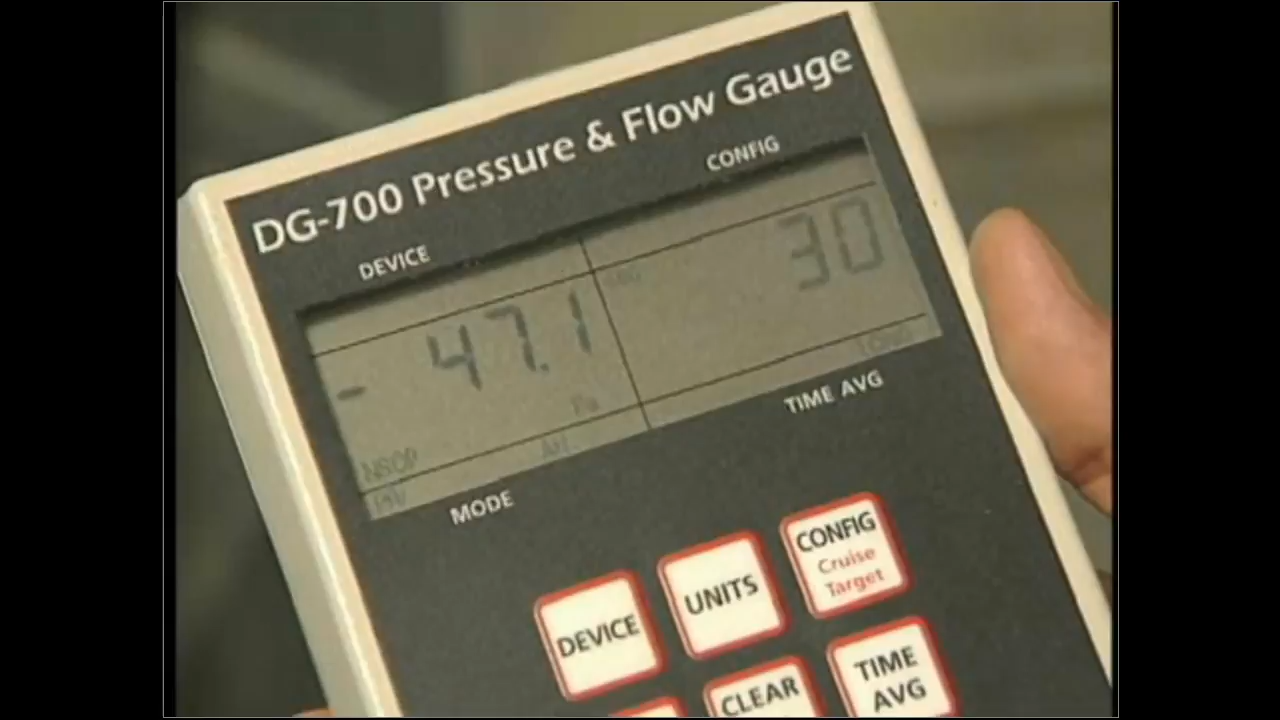 DG-700 Pressure & Flow Gauge
DEVICE CONFIG
- 47.1 30
Pa
NSOP
MODE TIME AVG
DEVICE UNITS CONFIG
Cruise
Target
CLEAR TIME
AVG